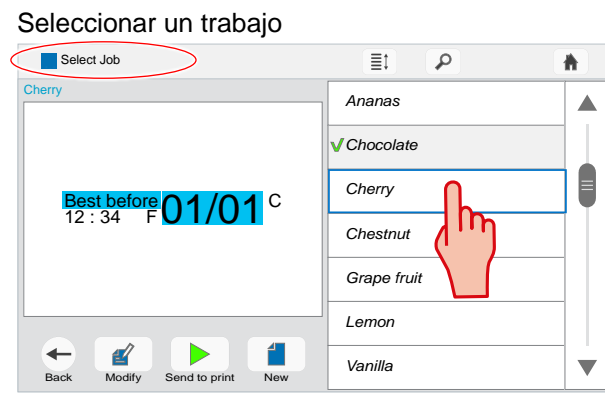 Seleccionar un trabajo
Select Job
Cherry
Best before 01/01 C
12 : 34 F
Ananas
Chocolate
Cherry
Chestnut
Grape fruit
Lemon
Vanilla
Back Modify Send to print New